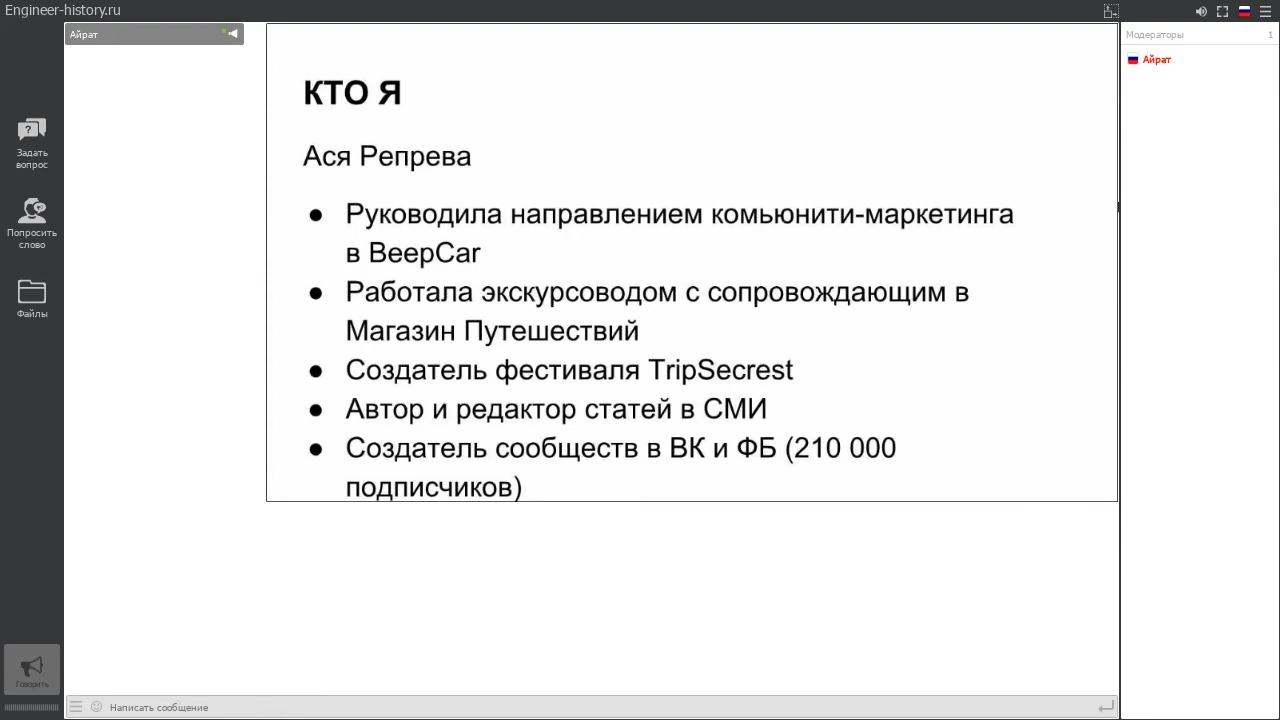 Engineer-history.ru
Айрат
Модераторы 1
Айрат
Задать
вопрос
Попросить
слово
Файлы
КТО Я
Ася Репрева
● Руководила направлением комьюнити-маркетинга
в BeepCar
● Работала экскурсоводом с сопровождающим в
Магазин Путешествий
● Создатель фестиваля TripSecrest
● Автор и редактор статей в СМИ
● Создатель сообществ в ВК и ФБ (210 000
подписчиков)
Говорить
Написать сообщение